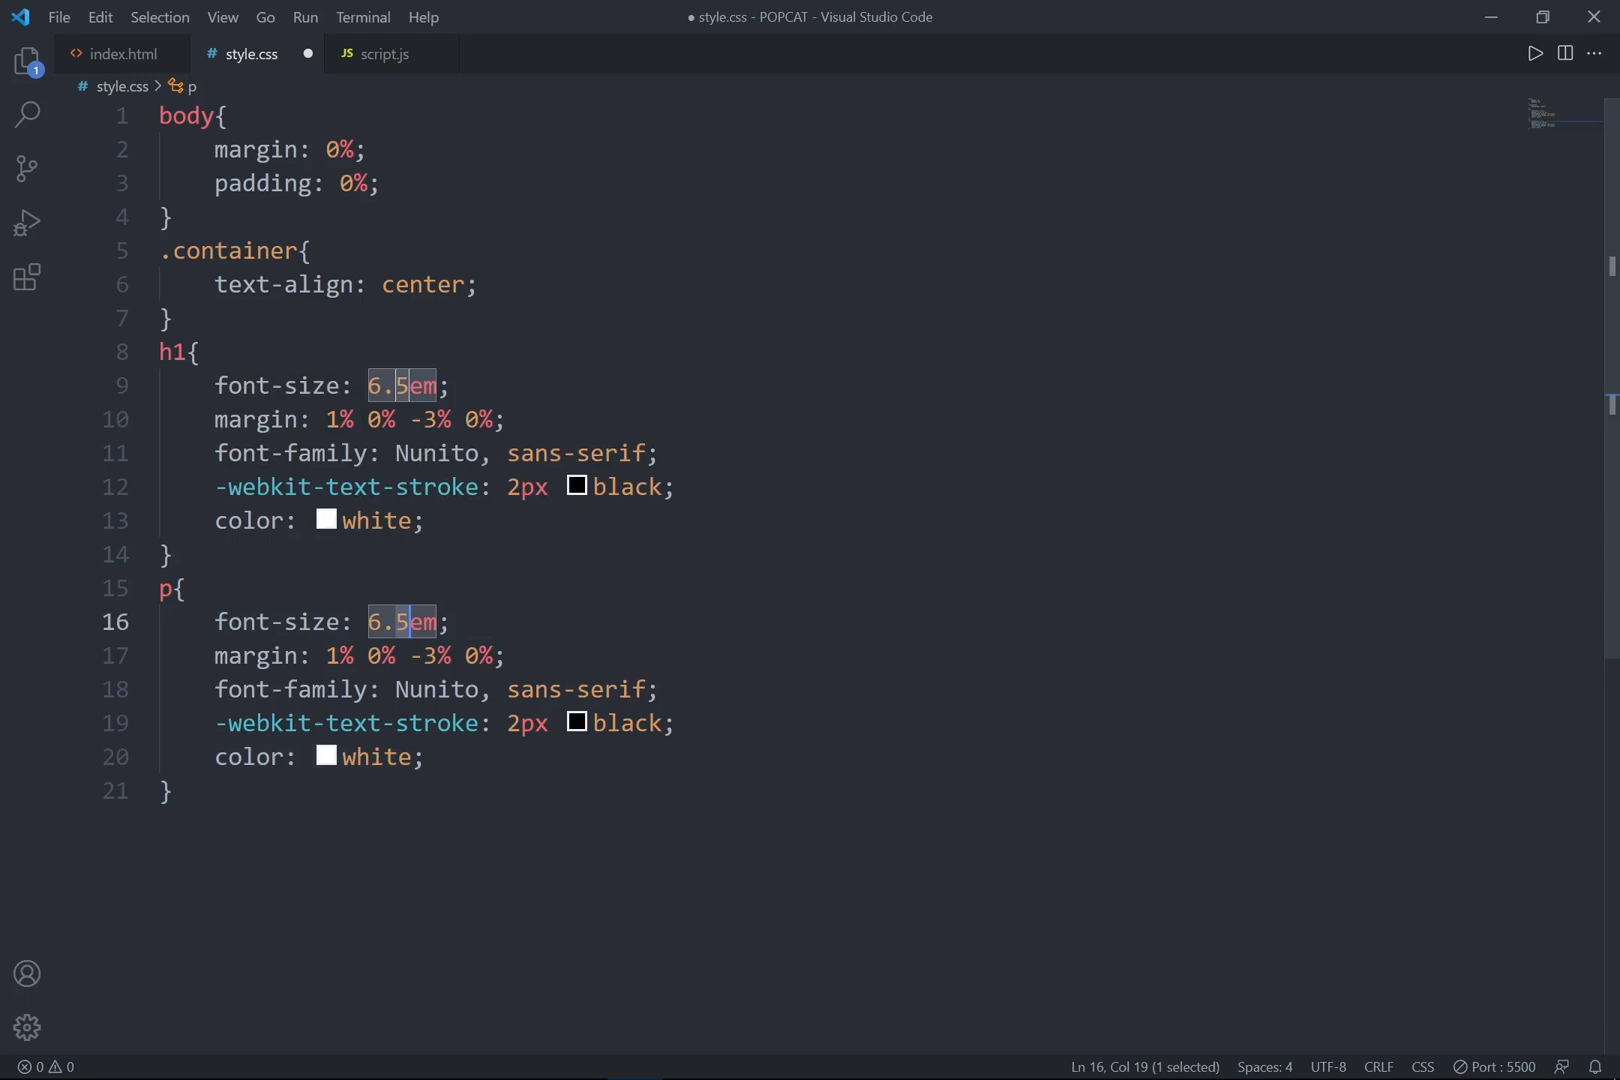 File Edit Selection View Go Run Terminal Help
● style.css - POPCAT - Visual Studio Code
index.html # style.css ● JS script.js
1
# style.css > p
1 body{
2 margin: 0%;
3 padding: 0%;
4 }
5 .container{
6 text-align: center;
7 }
8 h1{
9 font-size: 6.5em;
10 margin: 1% 0% -3% 0%;
11 font-family: Nunito, sans-serif;
12 -webkit-text-stroke: 2px black;
13 color: white;
14 }
15 p{
16 font-size: 6.5em;
17 margin: 1% 0% -3% 0%;
18 font-family: Nunito, sans-serif;
19 -webkit-text-stroke: 2px black;
20 color: white;
21 }
0 0 Ln 16, Col 19 (1 selected) Spaces: 4 UTF-8 CRLF CSS Port : 5500